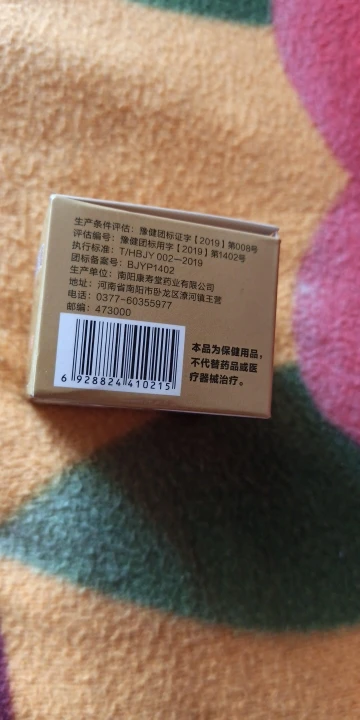 生产条件评估：豫健团标证字【2019】第008号
评估编号：豫健团标用字【2019】第1402号
执行标准：T/HBJY 002—2019
团标备案号：BJYP1402
生产单位：南阳康寿堂药业有限公司
地址：河南省南阳市卧龙区潦河镇王营
电话：0377-60355977
邮编：473000
本品为保健用品，
不代替药品或医
疗器械治疗。
6 928824 410215